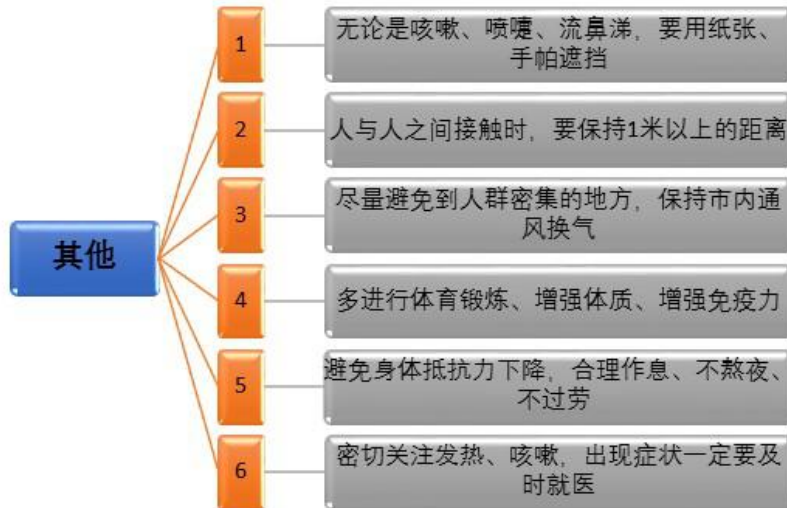 其他
1
无论是咳嗽、喷嚏、流鼻涕，要用纸张、
手帕遮挡
2
人与人之间接触时，要保持1米以上的距离
3
尽量避免到人群密集的地方，保持市内通
风换气
4
多进行体育锻炼、增强体质、增强免疫力
5
避免身体抵抗力下降，合理作息、不熬夜、
不过劳
6
密切关注发热、咳嗽，出现症状一定要及
时就医